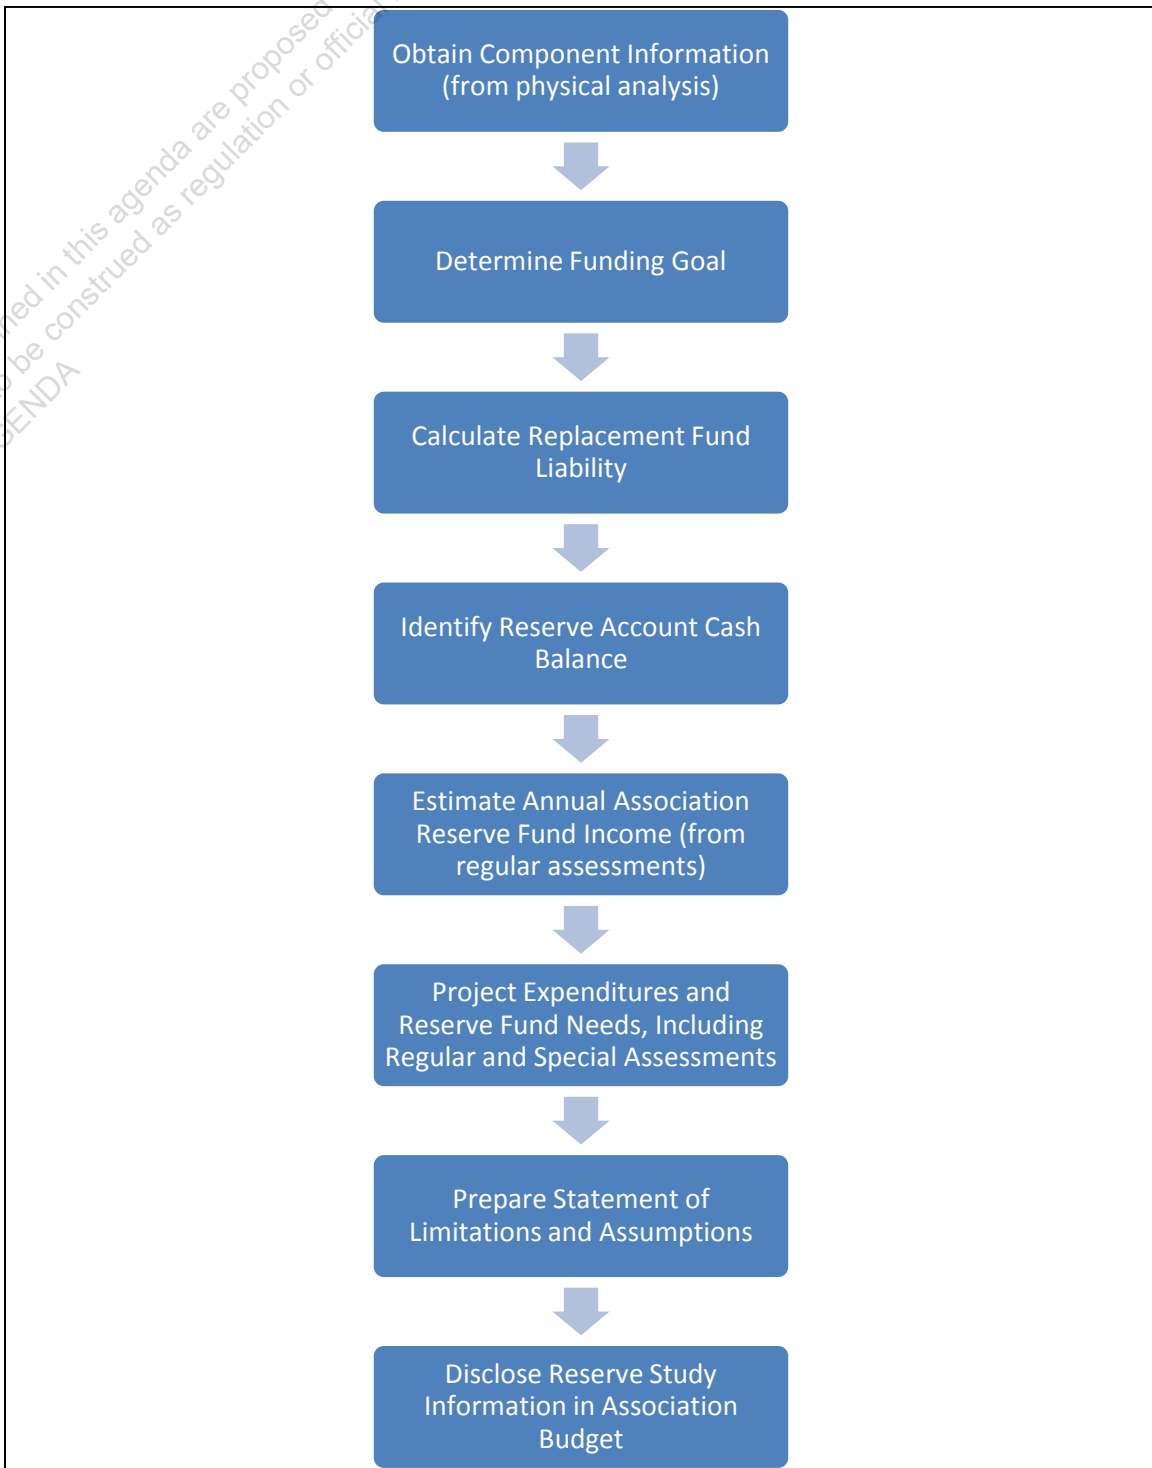 ined in this agenda are proposed
o be construed as regulation or official
GENDA
Obtain Component Information
(from physical analysis)
Determine Funding Goal
Calculate Replacement Fund
Liability
Identify Reserve Account Cash
Balance
Estimate Annual Association
Reserve Fund Income (from
regular assessments)
Project Expenditures and
Reserve Fund Needs, Including
Regular and Special Assessments
Prepare Statement of
Limitations and Assumptions
Disclose Reserve Study
Information in Association
Budget